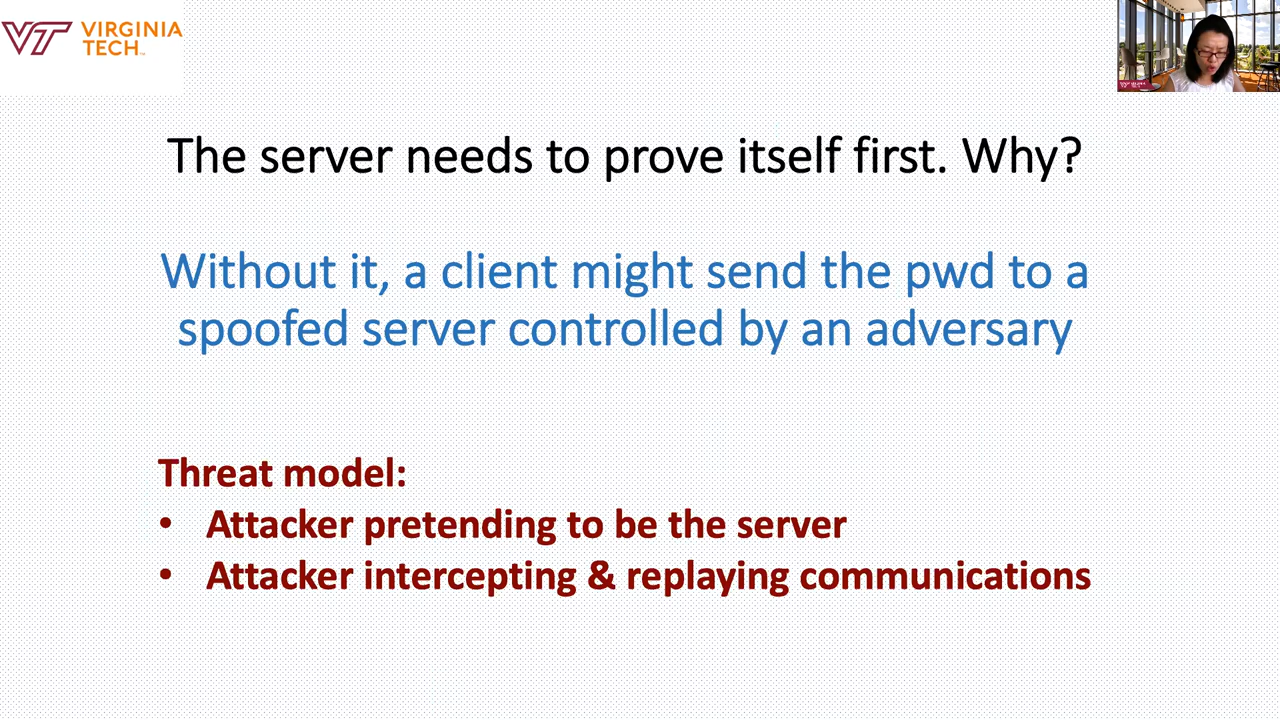 VIRGINIA
TECH
The server needs to prove itself first. Why?
Without it, a client might send the pwd to a
spoofed server controlled by an adversary
Threat model:
• Attacker pretending to be the server
• Attacker intercepting & replaying communications